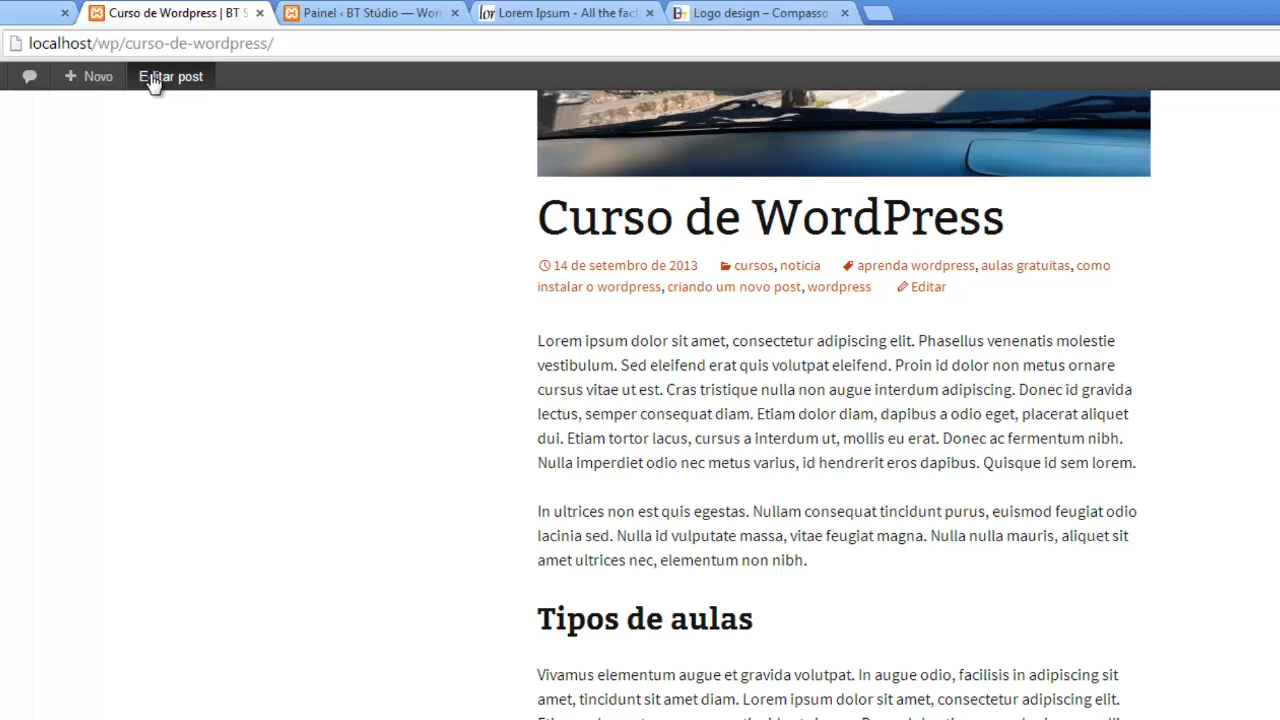 Curso de Wordpress | BT S
Painel ‹ BT Stúdio — Wor
Lorem Ipsum - All the fac
Logo design – Compasso
localhost/wp/curso-de-wordpress/
Novo
Editar post
Curso de WordPress
14 de setembro de 2013 cursos, noticia aprenda wordpress, aulas gratuitas, como
instalar o wordpress, criando um novo post, wordpress Editar
Lorem ipsum dolor sit amet, consectetur adipiscing elit. Phasellus venenatis molestie
vestibulum. Sed eleifend erat quis volutpat eleifend. Proin id dolor non metus ornare
cursus vitae ut est. Cras tristique nulla non augue interdum adipiscing. Donec id gravida
lectus, semper consequat diam. Etiam dolor diam, dapibus a odio eget, placerat aliquet
dui. Etiam tortor lacus, cursus a interdum ut, mollis eu erat. Donec ac fermentum nibh.
Nulla imperdiet odio nec metus varius, id hendrerit eros dapibus. Quisque id sem lorem.
In ultrices non est quis egestas. Nullam consequat tincidunt purus, euismod feugiat odio
lacinia sed. Nulla id vulputate massa, vitae feugiat magna. Nulla nulla mauris, aliquet sit
amet ultrices nec, elementum non nibh.
Tipos de aulas
Vivamus elementum augue et gravida volutpat. In augue odio, facilisis in adipiscing sit
amet, tincidunt sit amet diam. Lorem ipsum dolor sit amet, consectetur adipiscing elit.